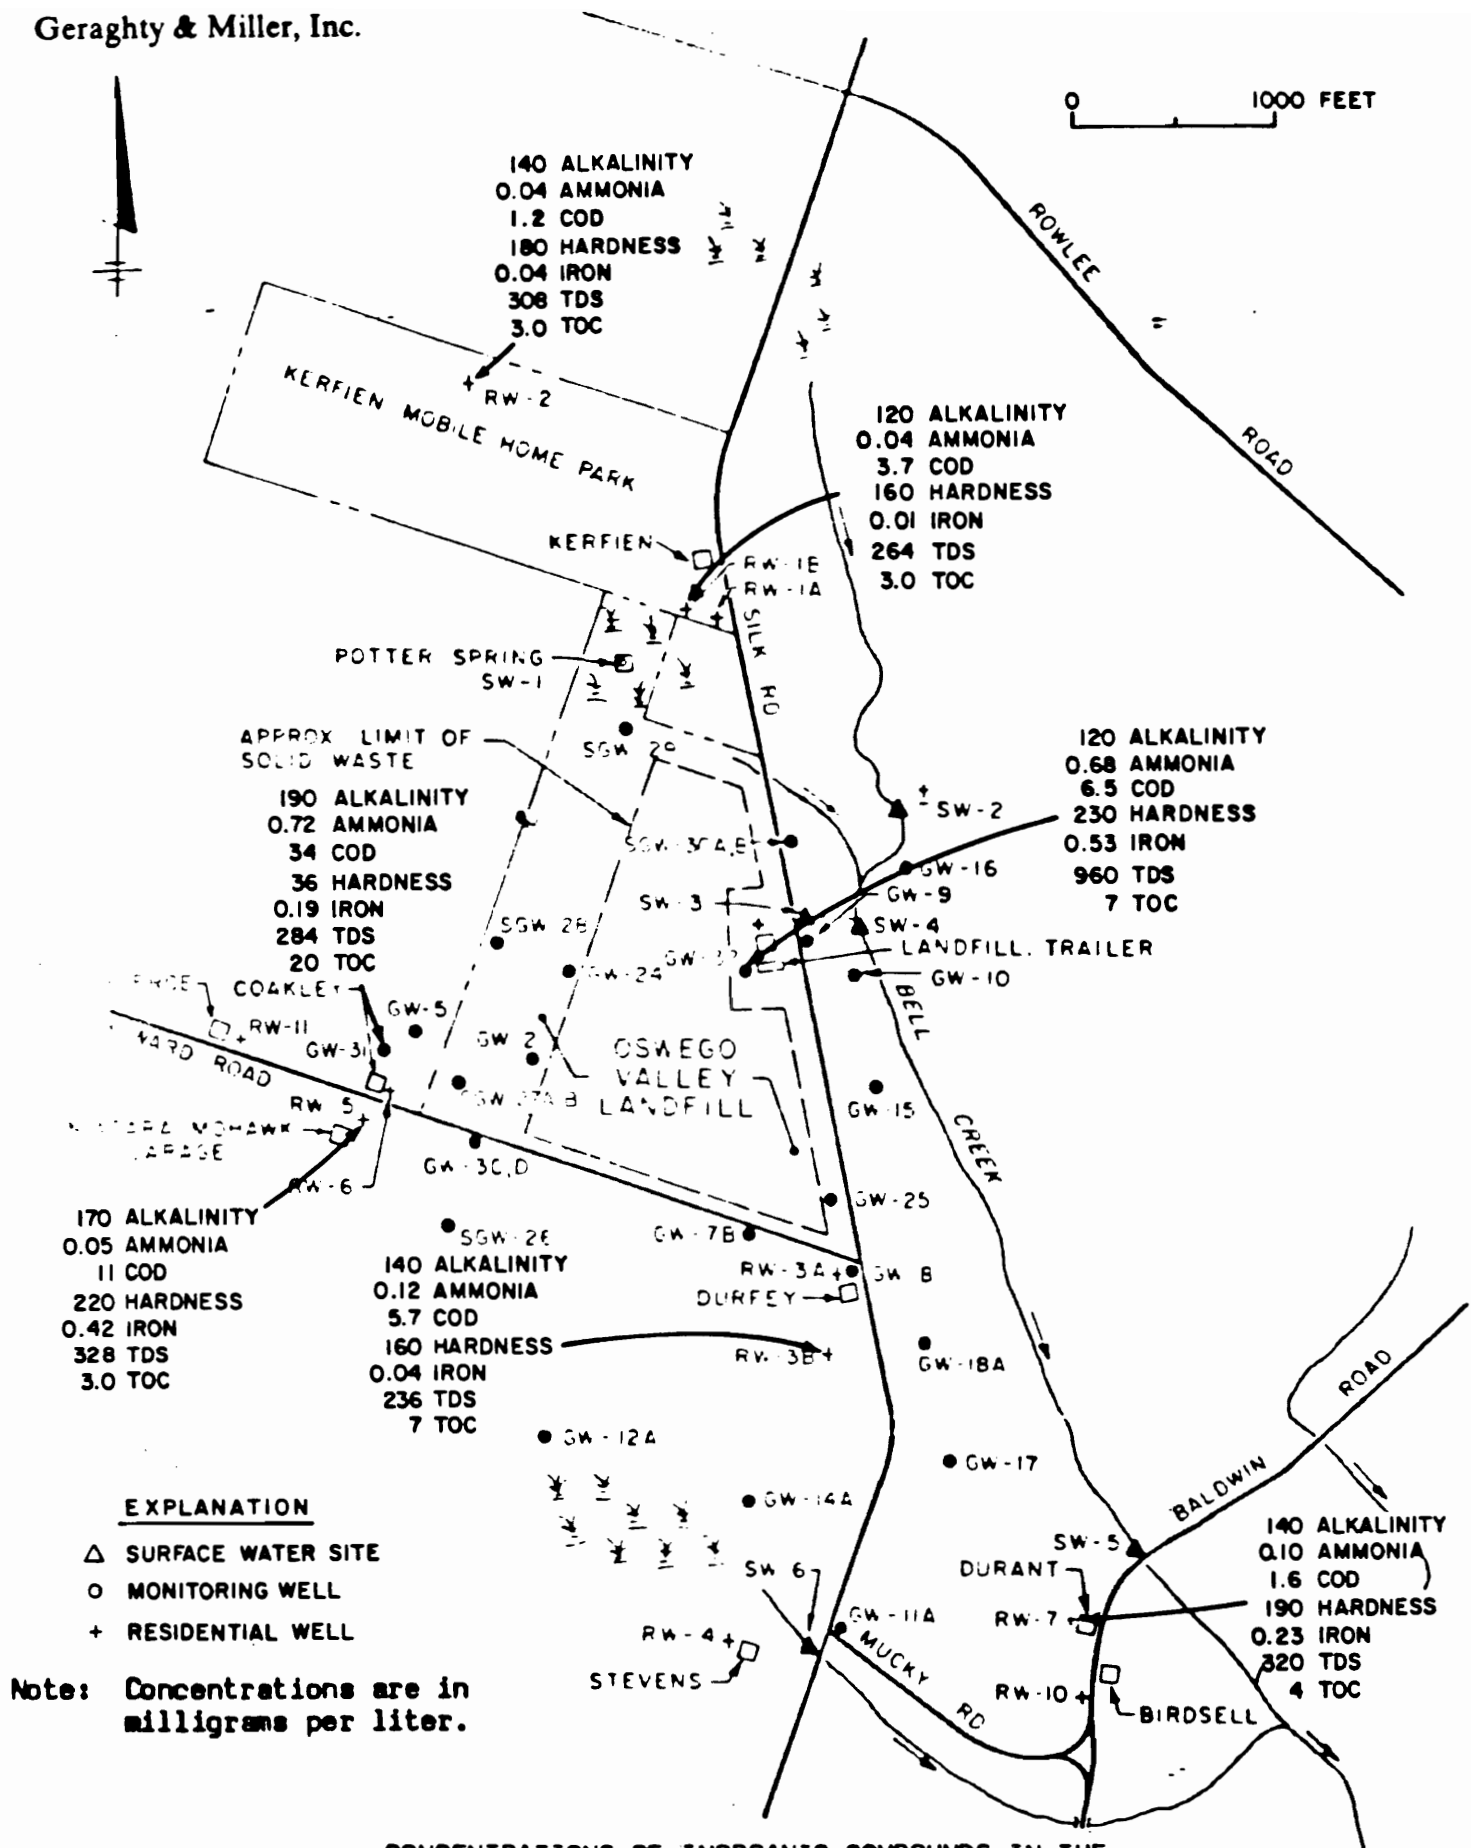 Geraghty & Miller, Inc.
0 1000 FEET
140 ALKALINITY
0.04 AMMONIA
1.2 COD
180 HARDNESS
0.04 IRON
308 TDS
3.0 TOC
ROWLEE
ROAD
RW-2
KERFIEN MOBILE HOME PARK
120 ALKALINITY
0.04 AMMONIA
3.7 COD
160 HARDNESS
0.01 IRON
264 TDS
3.0 TOC
KERFIEN
RW-1A
SILK RD
POTTER SPRING
SW-1
APPROX LIMIT OF
SOLID WASTE
120 ALKALINITY
0.68 AMMONIA
6.5 COD
230 HARDNESS
0.53 IRON
960 TDS
7 TOC
190 ALKALINITY
0.72 AMMONIA
34 COD
36 HARDNESS
0.19 IRON
284 TDS
20 TOC
SW-2
GW-16
GW-9
SW-3
SW-4
LANDFILL TRAILER
GW-10
BELL
CREEK
COAKLEY
GW-5
RW-11
GW-31
WARD ROAD
GW 2
OSWEGO
VALLEY
LANDFILL
GW-15
RW 5
GW-3C,D
RW-6
GW-25
GW-7B
170 ALKALINITY
0.05 AMMONIA
11 COD
220 HARDNESS
0.42 IRON
328 TDS
3.0 TOC
140 ALKALINITY
0.12 AMMONIA
5.7 COD
160 HARDNESS
0.04 IRON
236 TDS
7 TOC
RW-3A
DURFEY
RW-3B
GW-18A
GW-12A
GW-17
GW-14A
BALDWIN
ROAD
EXPLANATION
△ SURFACE WATER SITE
○ MONITORING WELL
+ RESIDENTIAL WELL
SW 6
SW-5
DURANT
140 ALKALINITY
0.10 AMMONIA
1.6 COD
190 HARDNESS
0.23 IRON
320 TDS
4 TOC
GW-11A
RW-7
RW-4
STEVENS
MUCKY
RD
RW-10
BIRDSELL
Note: Concentrations are in
milligrams per liter.
CONCENTRATIONS OF INORGANIC COMPOUNDS IN THE